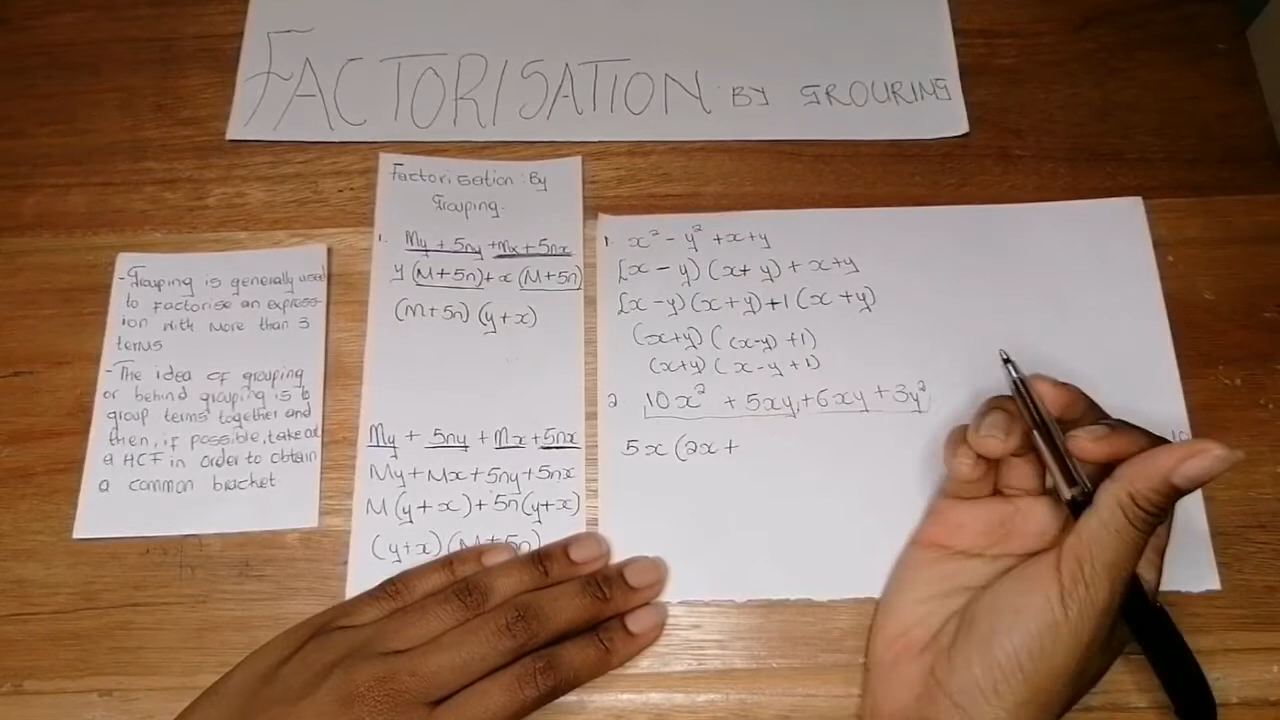 FACTORISATION BY GROURING
-Grouping is generally used
to factorise an express-
ion with more than 3
terms
-The idea of grouping
or behind grouping is to
group terms together and
then, if possible, take out
a HCF in order to obtain
a common bracket
Factorisation: By
Grouping.
1. My + 5ny + Mx + 5nx
y (M+5n) + x (M+5n)
(M+5n) (y+x)
My + 5ny + Mx + 5nx
My + Mx + 5ny + 5nx
M(y+x) + 5n(y+x)
(y+x) (M+5n)
1. x² - y² + x + y
(x - y) (x + y) + x + y
(x - y) (x + y) + 1 (x + y)
(x+y) ((x-y) + 1)
(x+y) (x - y + 1)
2 10x² + 5xy + 6xy + 3y²
5x (2x +